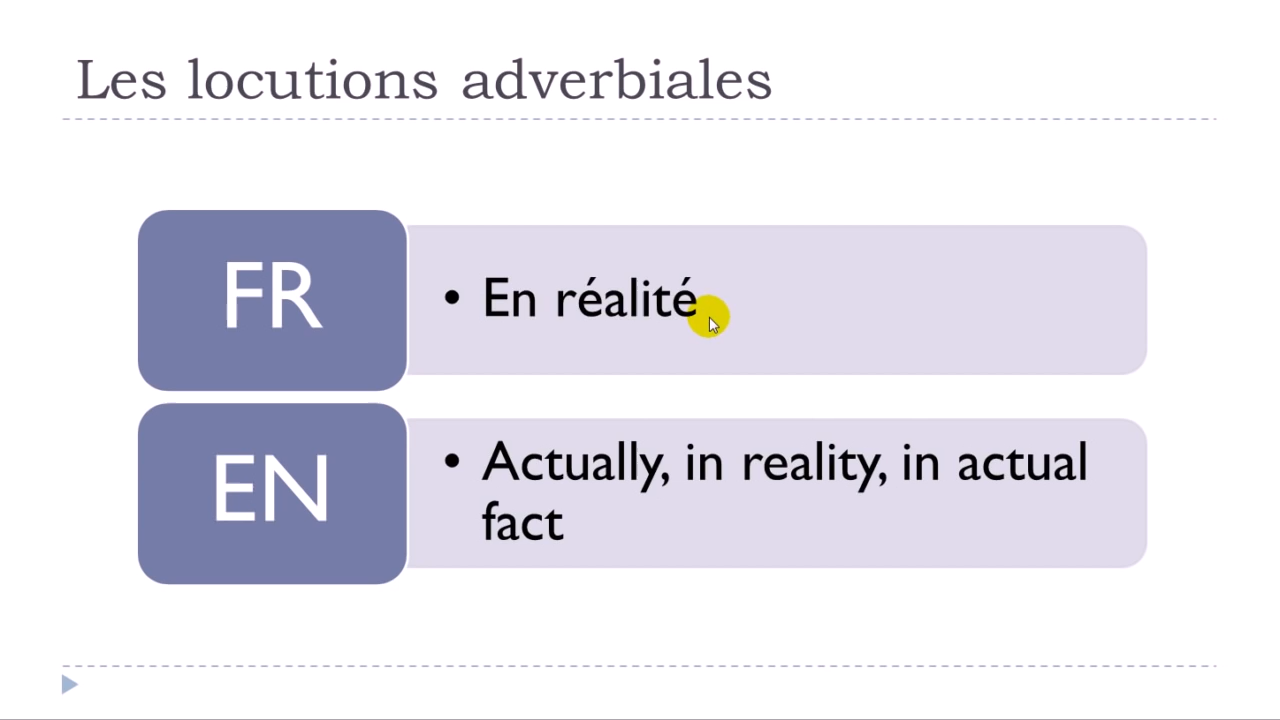 Les locutions adverbiales
FR
• En réalité
EN
• Actually, in reality, in actual
fact